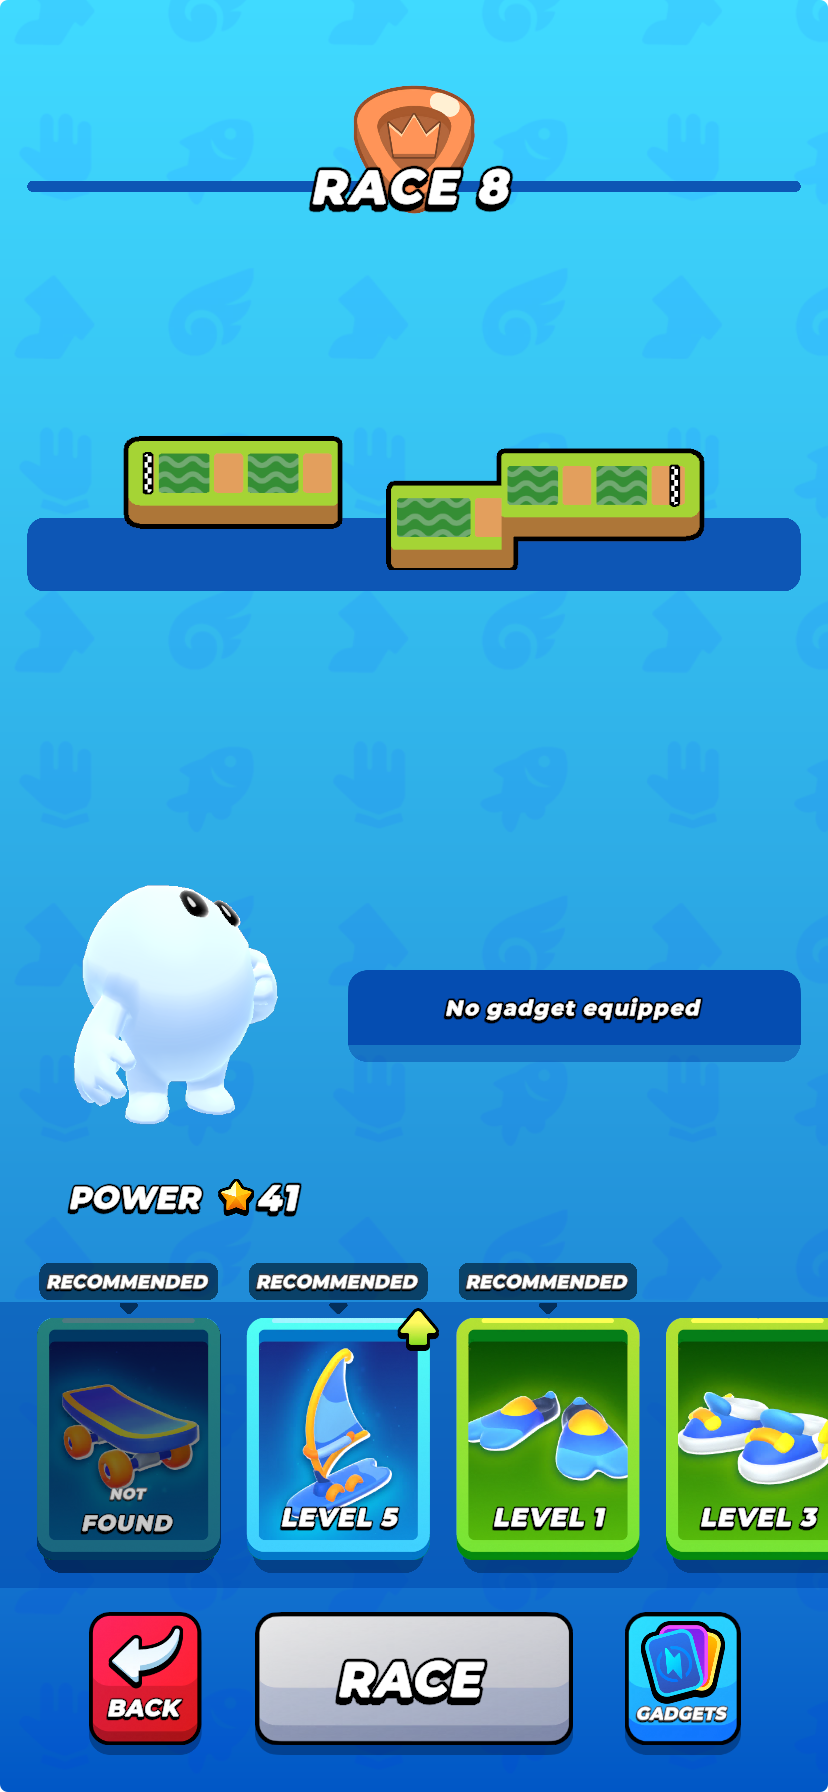 RACE 8
No gadget equipped
POWER 41
RECOMMENDED RECOMMENDED RECOMMENDED
NOT
FOUND LEVEL 5 LEVEL 1 LEVEL 3
RACE
BACK GADGETS